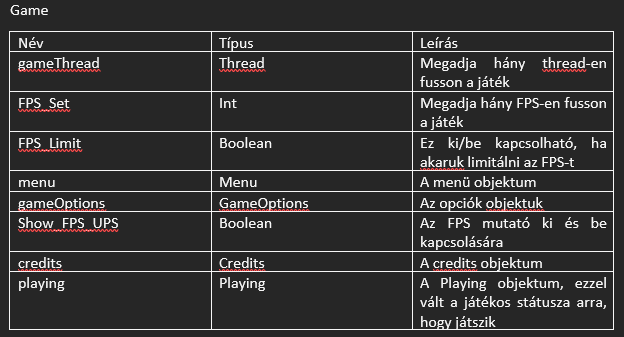 Game
Név Típus Leírás
gameThread Thread Megadja hány thread-en
fusson a játék
FPS_Set Int Megadja hány FPS-en fusson
a játék
FPS_Limit Boolean Ez ki/be kapcsolható, ha
akaruk limitálni az FPS-t
menu Menu A menü objektum
gameOptions GameOptions Az opciók objektuk
Show_FPS_UPS Boolean Az FPS mutató ki és be
kapcsolására
credits Credits A credits objektum
playing Playing A Playing objektum, ezzel
vált a játékos státusza arra,
hogy játszik